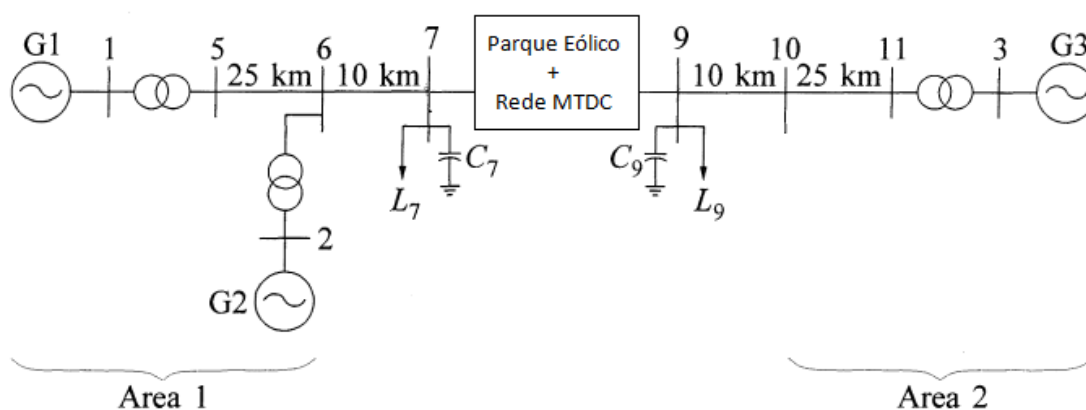 G1
1
5
25 km
6
10 km
7
Parque Eólico
+
Rede MTDC
9
10 km
10
25 km
11
3
G3
C7
L7
C9
L9
2
G2
Area 1
Area 2